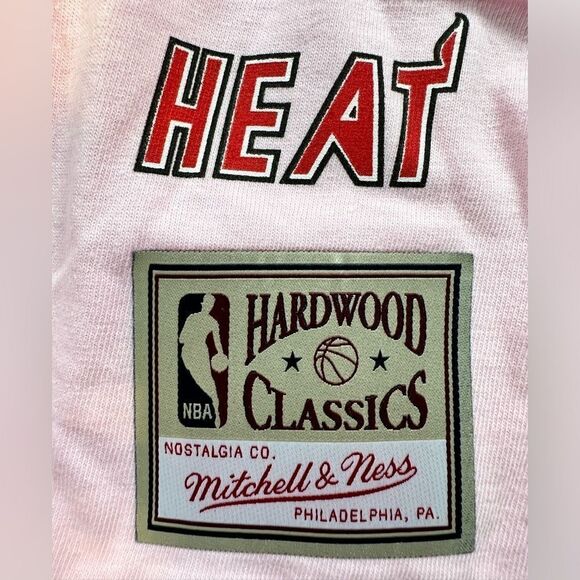 HEAT
HARDWOOD
CLASSICS
NBA
NOSTALGIA CO.
Mitchell & Ness
PHILADELPHIA, PA.